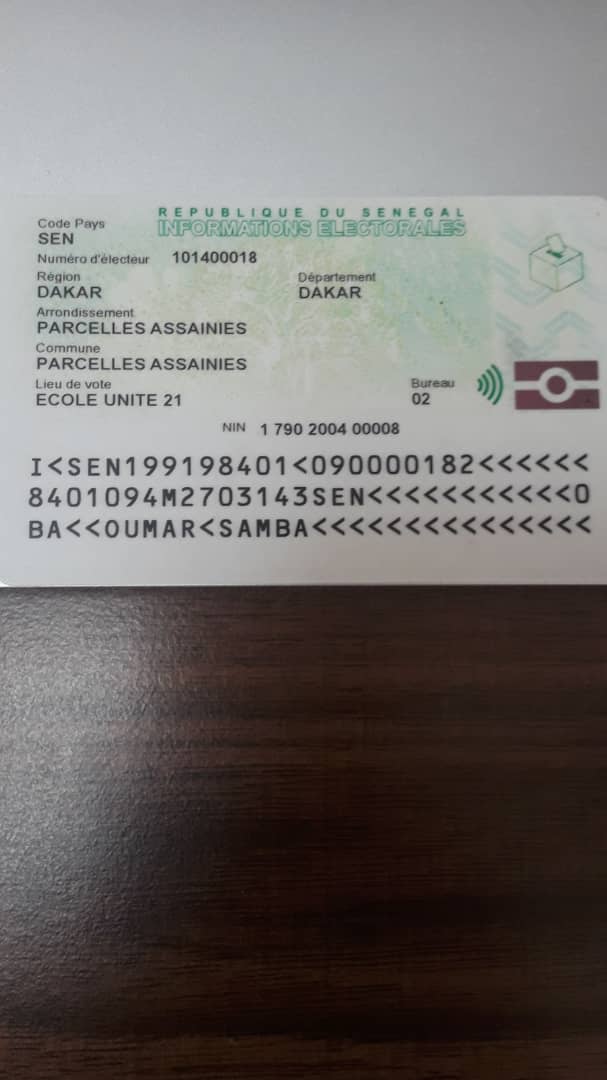 REPUBLIQUE DU SENEGAL
INFORMATIONS ELECTORALES
Code Pays
SEN
Numéro d'électeur 101400018
Région Département
DAKAR DAKAR
Arrondissement
PARCELLES ASSAINIES
Commune
PARCELLES ASSAINIES
Lieu de vote Bureau
ECOLE UNITE 21 02
NIN 1 790 2004 00008
I<SEN199198401<090000182<<<<<<
8401094M2703143SEN<<<<<<<<<<<0
BA<<OUMAR<SAMBA<<<<<<<<<<<<<<<